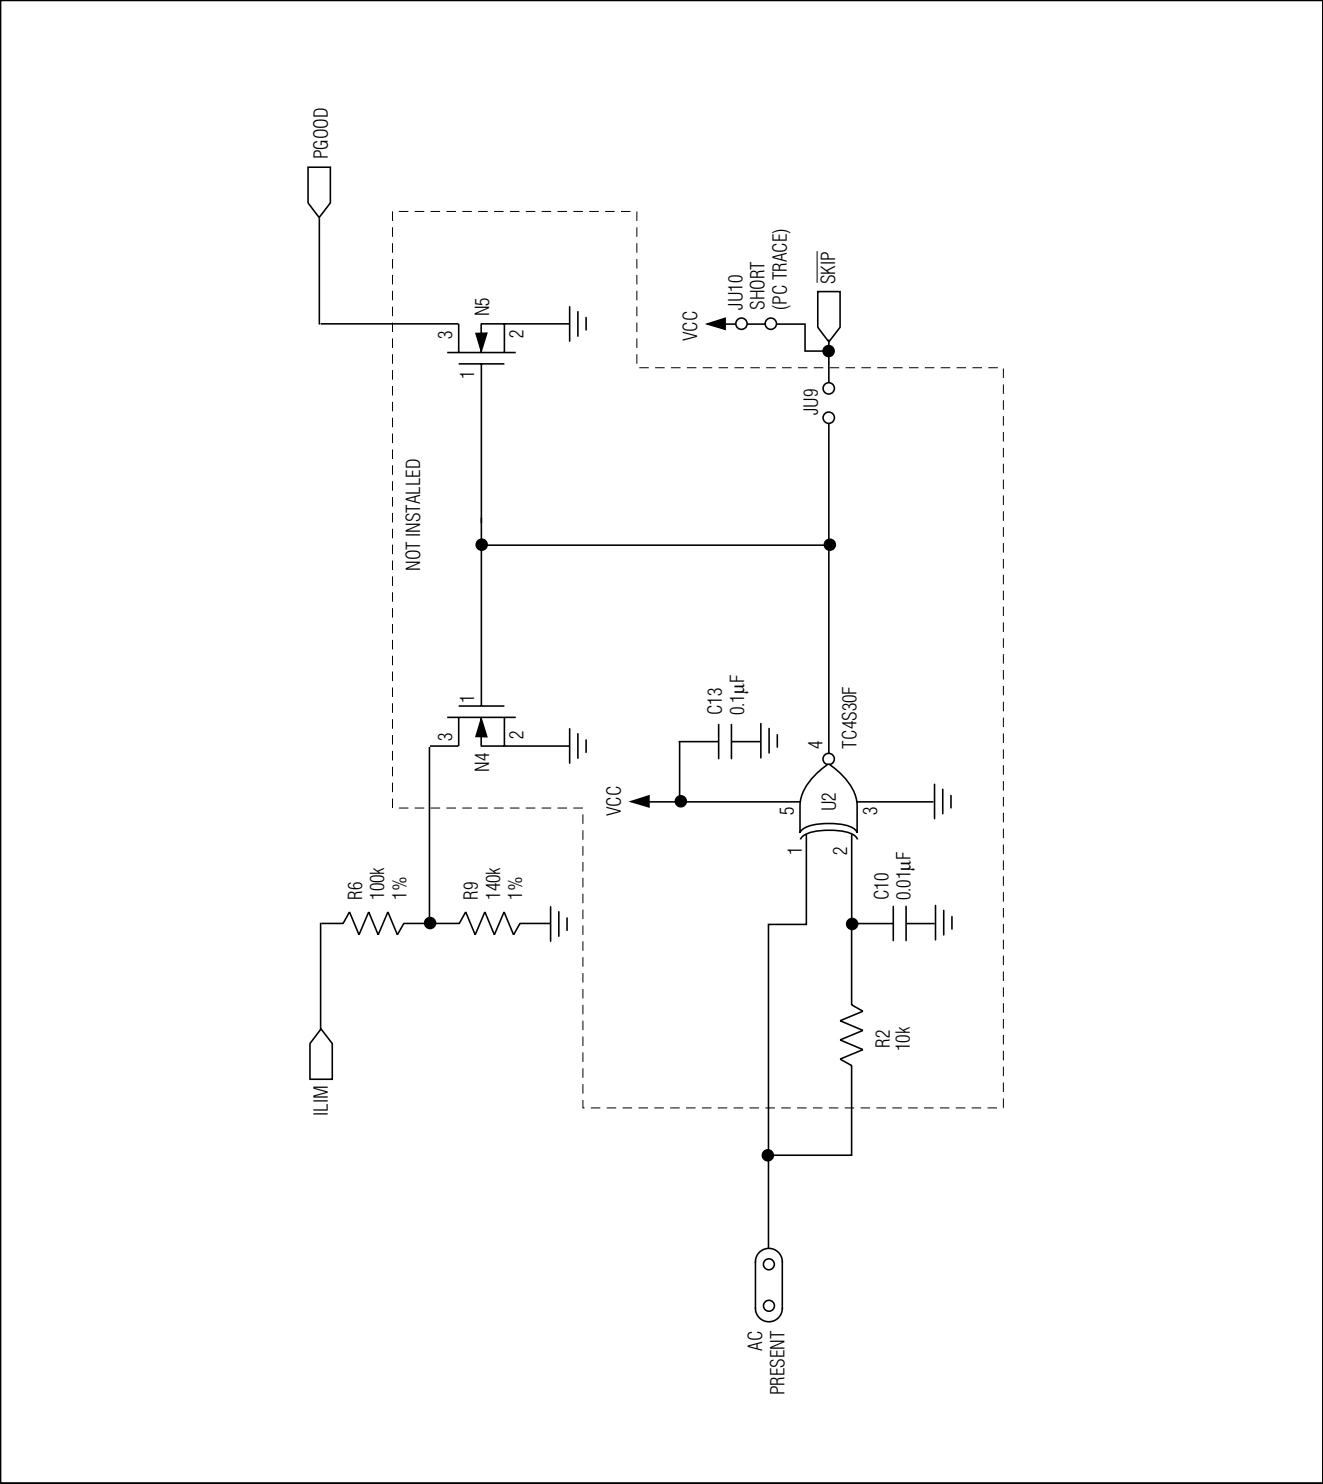 PGOOD
N5
3
2
1
NOT INSTALLED
VCC
JU10
SHORT
(PC TRACE)
SKIP
JU9
1
3
2
N4
C13
0.1μF
VCC
4
TC4S30F
5
U2
3
1
2
R6
100k
1%
R9
140k
1%
C10
0.01μF
ILIM
R2
10k
AC
PRESENT